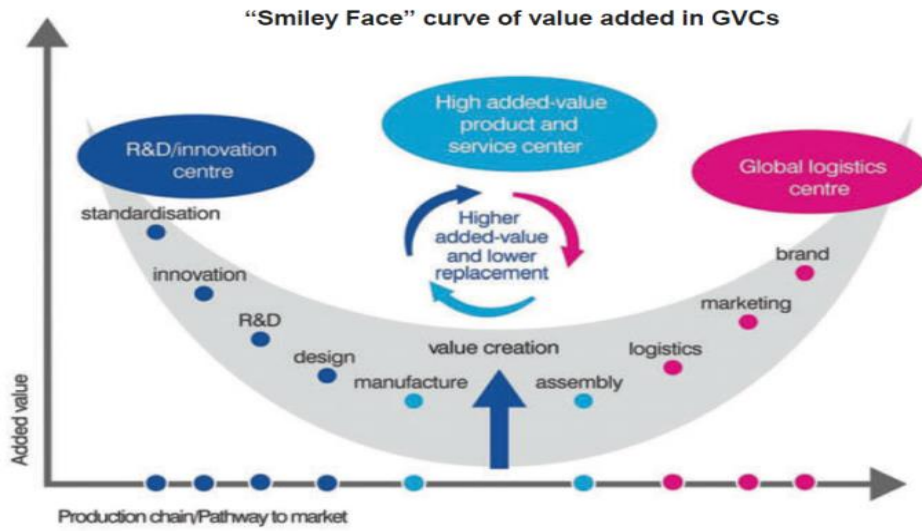 “Smiley Face” curve of value added in GVCs
R&D/innovation
centre
High added-value
product and
service center
Global logistics
centre
standardisation
innovation
R&D
design
manufacture
Higher
added-value
and lower
replacement
value creation
assembly
logistics
marketing
brand
Added value
Production chain/Pathway to market